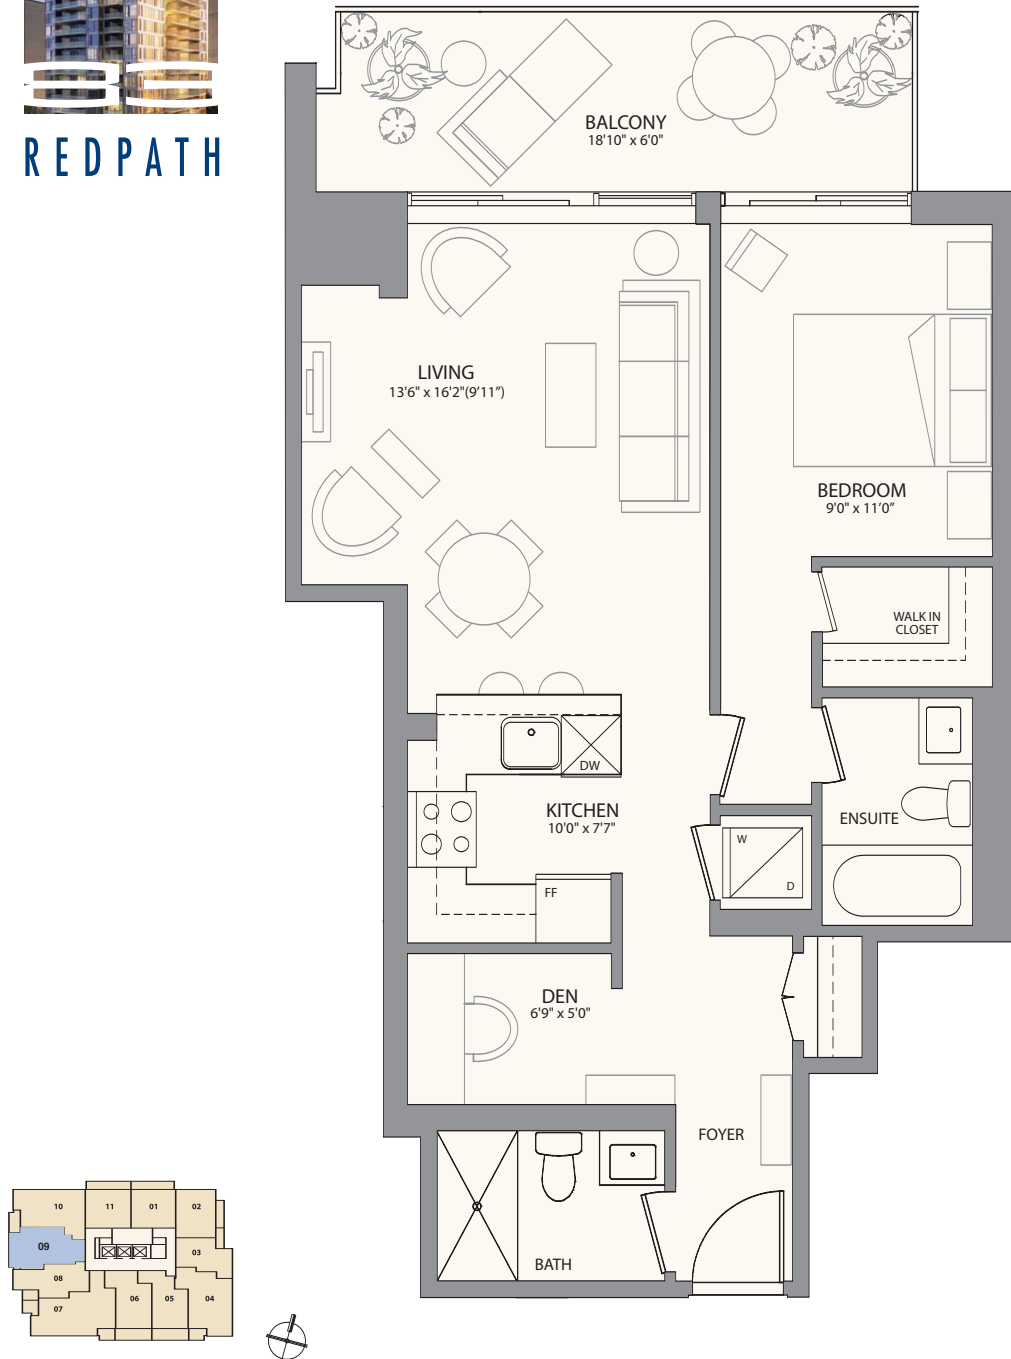 REDPATH
BALCONY
18'10" x 6'0"
LIVING
13'6" x 16'2"(9'11")
BEDROOM
9'0" x 11'0"
WALK IN
CLOSET
DW
KITCHEN
10'0" x 7'7"
ENSUITE
W
D
FF
DEN
6'9" x 5'0"
FOYER
BATH
10
11
01
02
09
03
08
07
06
05
04